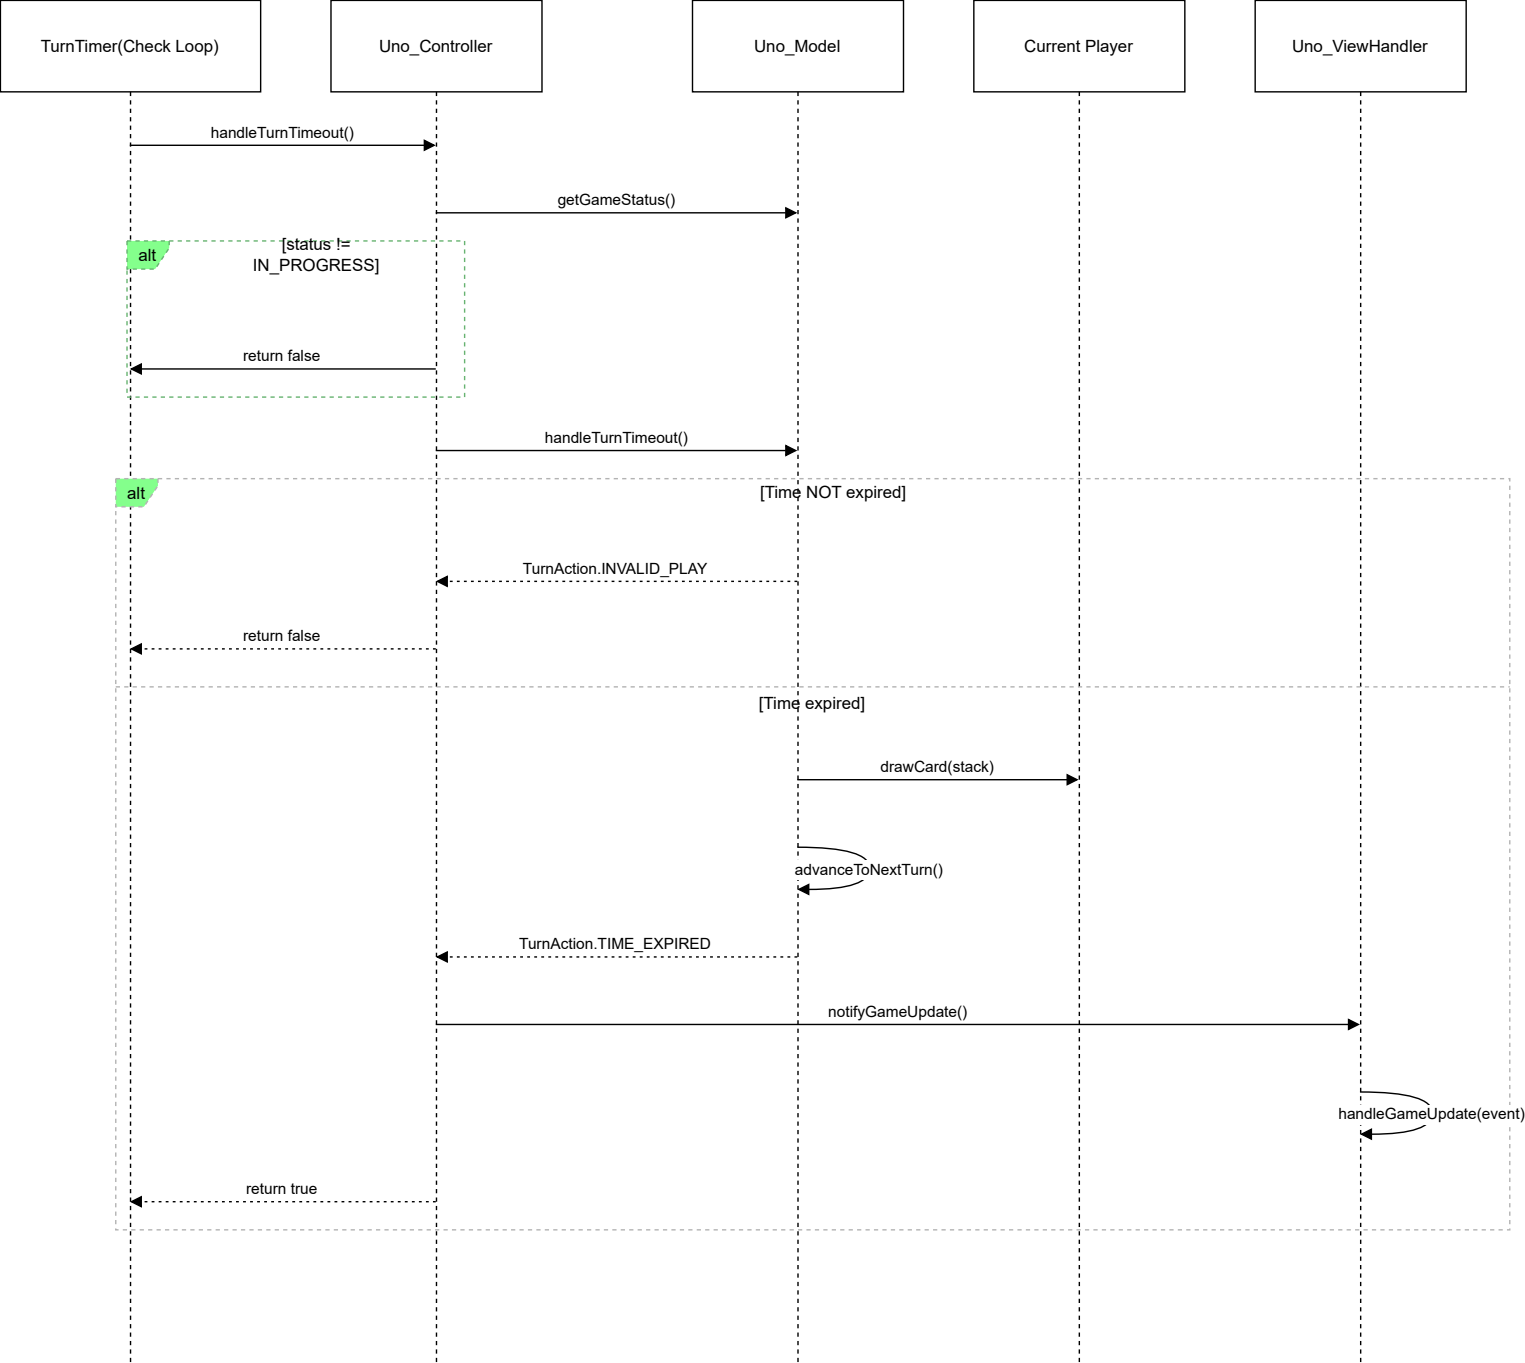 TurnTimer(Check Loop)
Uno_Controller
Uno_Model
Current Player
Uno_ViewHandler
handleTurnTimeout()
getGameStatus()
alt
[status !=
IN_PROGRESS]
return false
handleTurnTimeout()
alt
[Time NOT expired]
TurnAction.INVALID_PLAY
return false
[Time expired]
drawCard(stack)
advanceToNextTurn()
TurnAction.TIME_EXPIRED
notifyGameUpdate()
handleGameUpdate(event)
return true